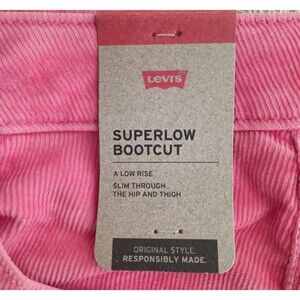 Levi's
SUPERLOW
BOOTCUT
A LOW RISE
SLIM THROUGH
THE HIP AND THIGH
ORIGINAL STYLE.
RESPONSIBLY MADE.